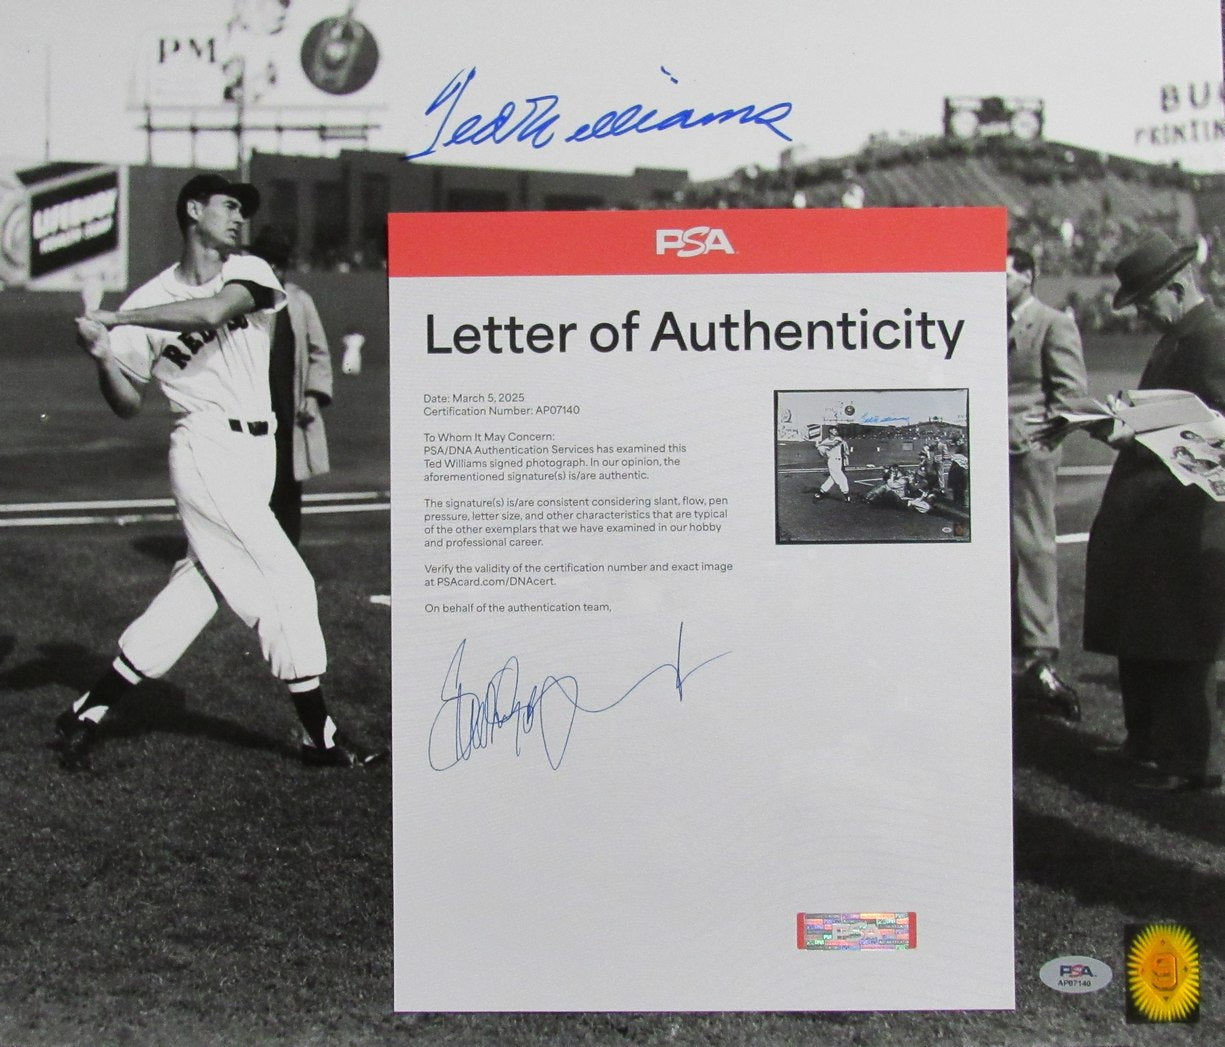 PM
Ted Williams
BU
PRINTIN
LIFEBUOY
RED S
PSA
Letter of Authenticity
Date: March 5, 2025
Certification Number: AP07140
To Whom It May Concern:
PSA/DNA Authentication Services has examined this
Ted Williams signed photograph. In our opinion, the
aforementioned signature(s) is/are authentic.
The signature(s) is/are consistent considering slant, flow, pen
pressure, letter size, and other characteristics that are typical
of the other exemplars that we have examined in our hobby
and professional career.
Verify the validity of the certification number and exact image
at PSAcard.com/DNAcert.
On behalf of the authentication team,
PSA
PSA
AP07140
9